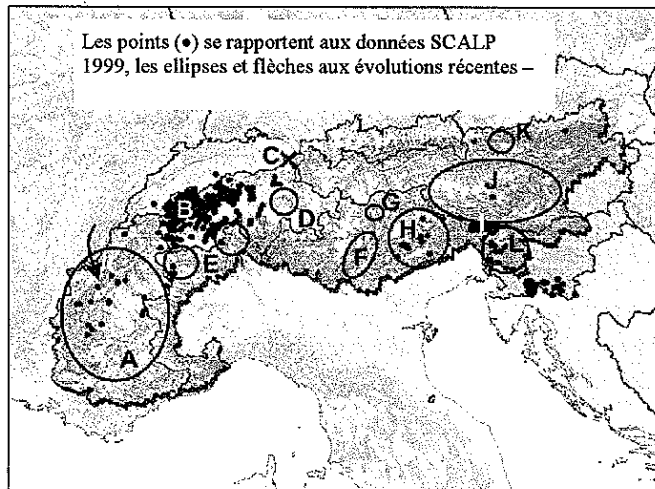 Les points (•) se rapportent aux données SCALP
1999, les ellipses et flèches aux évolutions récentes –
K
C
J
G
B
D
I
H
L
E
F
A